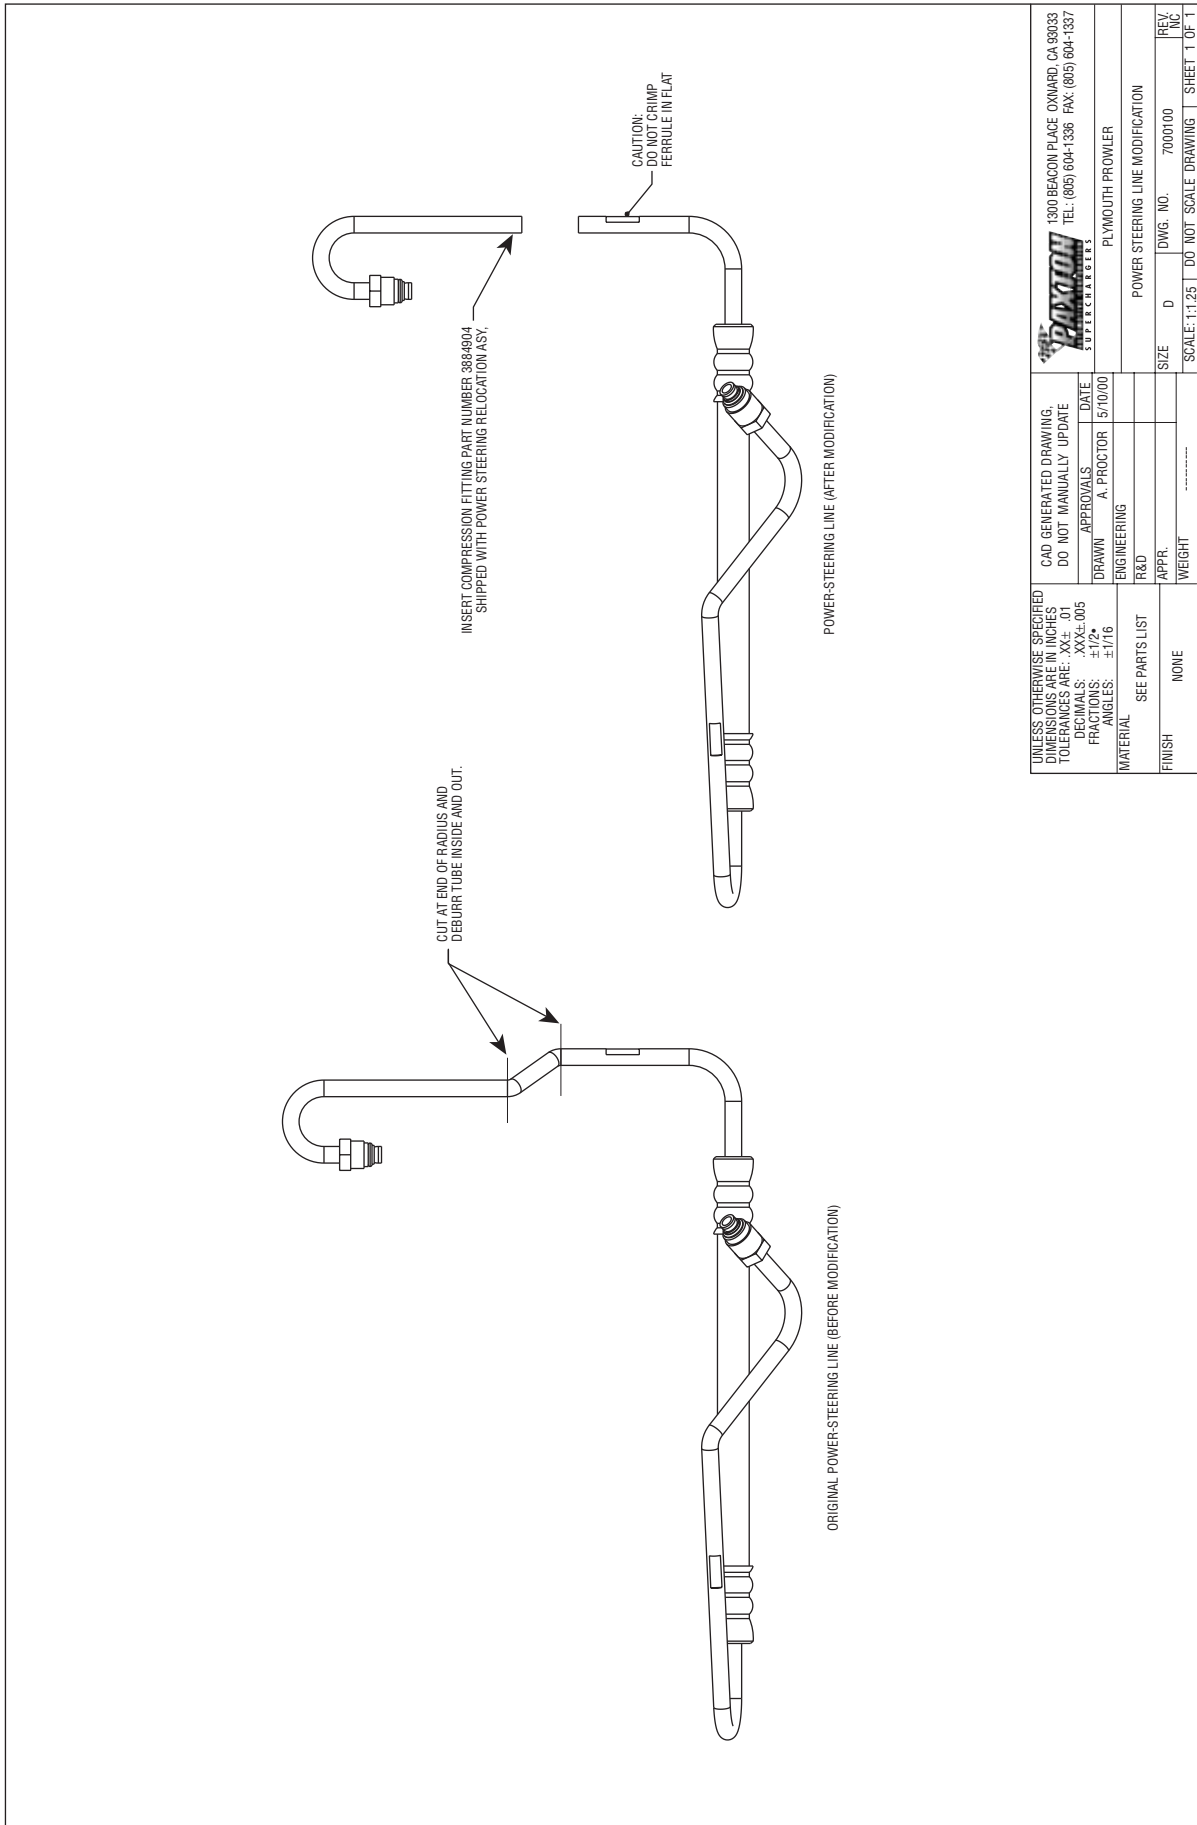 CUT AT END OF RADIUS AND
DEBURR TUBE INSIDE AND OUT.
ORIGINAL POWER-STEERING LINE (BEFORE MODIFICATION)
INSERT COMPRESSION FITTING PART NUMBER 3884904
SHIPPED WITH POWER STEERING RELOCATION ASY,
CAUTION:
DO NOT CRIMP
FERRULE IN FLAT
POWER-STEERING LINE (AFTER MODIFICATION)
UNLESS OTHERWISE SPECIFIED
DIMENSIONS ARE IN INCHES
TOLERANCES ARE: .XX± .01
DECIMALS: .XXX±.005
FRACTIONS: ±1/2•
ANGLES: ±1/16
MATERIAL
SEE PARTS LIST
FINISH
NONE
CAD GENERATED DRAWING,
DO NOT MANUALLY UPDATE
APPROVALS DATE
DRAWN A. PROCTOR 5/10/00
ENGINEERING
R&D
APPR.
WEIGHT ----------
PAXTON
SUPERCHARGERS
1300 BEACON PLACE OXNARD, CA 93033
TEL: (805) 604-1336 FAX: (805) 604-1337
PLYMOUTH PROWLER
POWER STEERING LINE MODIFICATION
SIZE D DWG. NO. 7000100 REV. NC
SCALE: 1:1.25 DO NOT SCALE DRAWING SHEET 1 OF 1